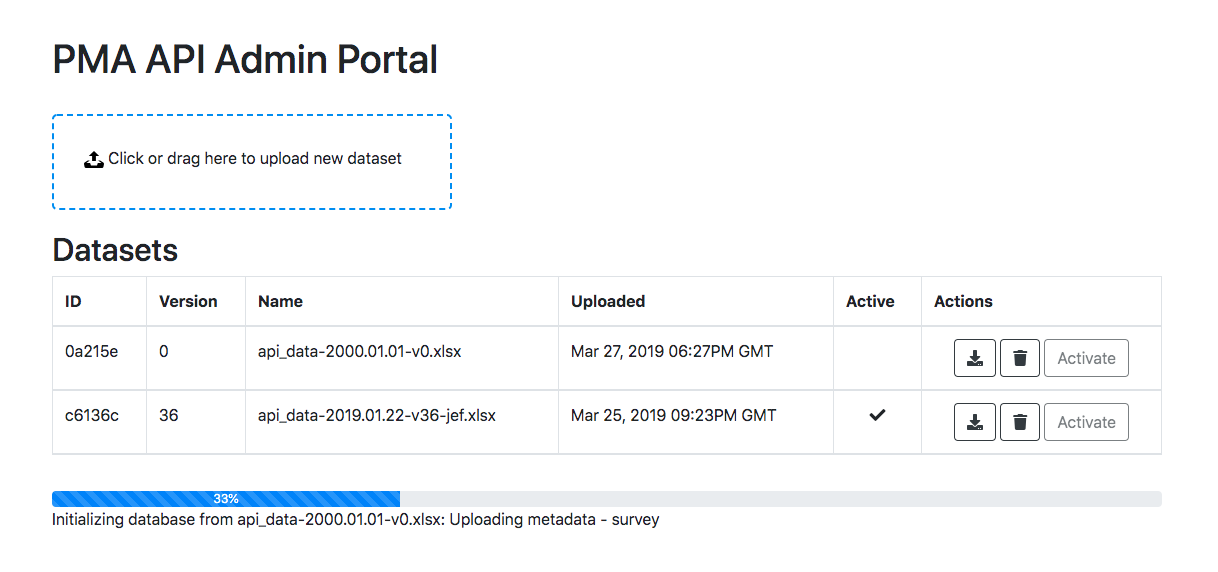 PMA API Admin Portal
Click or drag here to upload new dataset
Datasets
ID Version Name Uploaded Active Actions
0a215e 0 api_data-2000.01.01-v0.xlsx Mar 27, 2019 06:27PM GMT Activate
c6136c 36 api_data-2019.01.22-v36-jef.xlsx Mar 25, 2019 09:23PM GMT Activate
33%
Initializing database from api_data-2000.01.01-v0.xlsx: Uploading metadata - survey